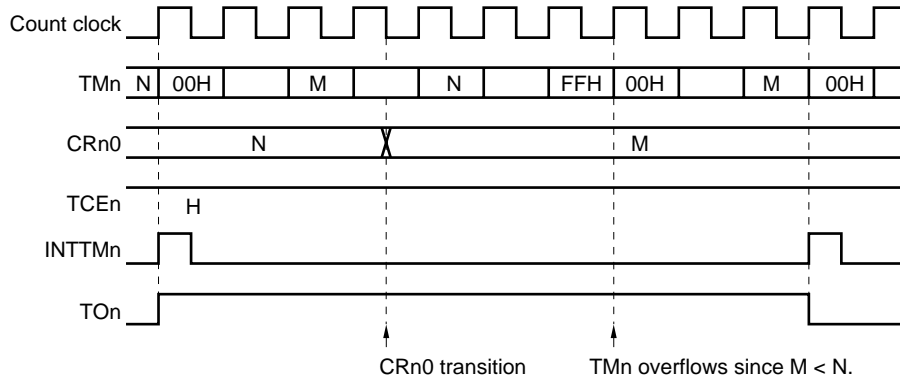 Count clock
TMn N 00H M N FFH 00H M 00H
CRn0 N M
TCEn H
INTTMn
TOn
CRn0 transition TMn overflows since M < N.